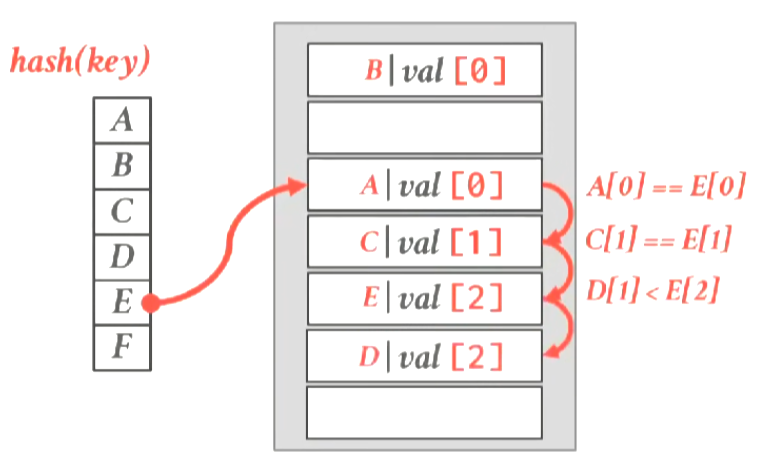 hash(key)
A
B
C
D
E
F
B|val [0]
A|val [0]
C|val [1]
E|val [2]
D|val [2]
A[0] == E[0]
C[1] == E[1]
D[1] < E[2]